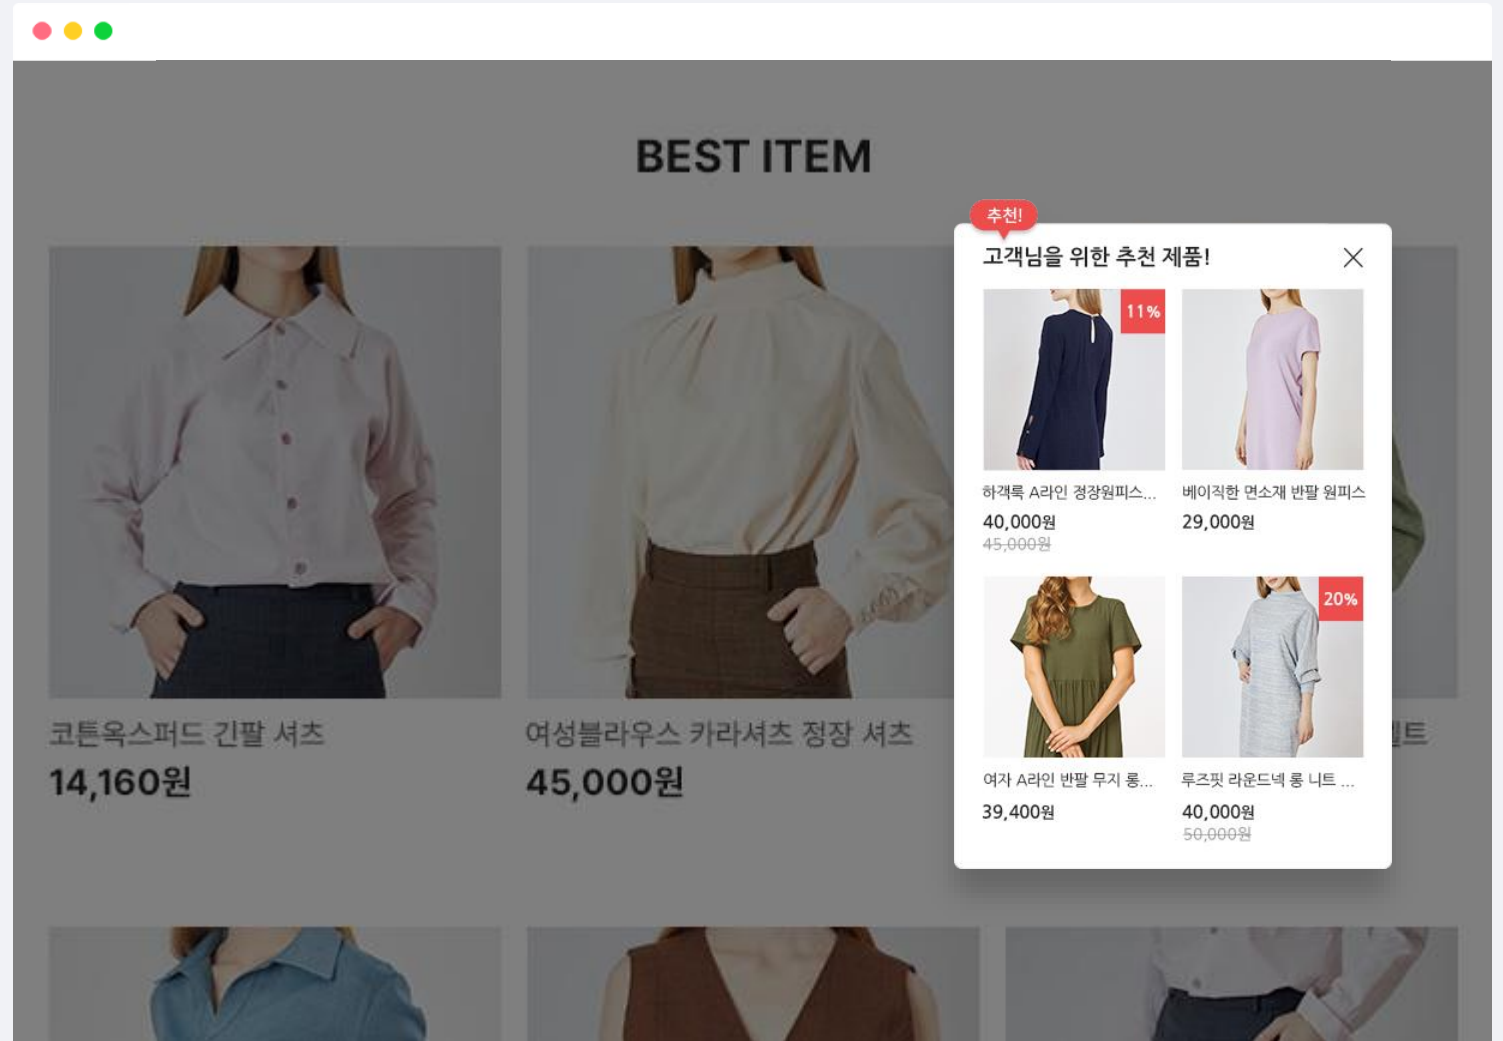 BEST ITEM
추천!
고객님을 위한 추천 제품!
11%
하객룩 A라인 정장원피스...
40,000원
45,000원
베이직한 면소재 반팔 원피스
29,000원
20%
여자 A라인 반팔 무지 롱...
39,400원
루즈핏 라운드넥 롱 니트 ...
40,000원
50,000원
코튼옥스퍼드 긴팔 셔츠
14,160원
여성블라우스 카라셔츠 정장 셔츠
45,000원